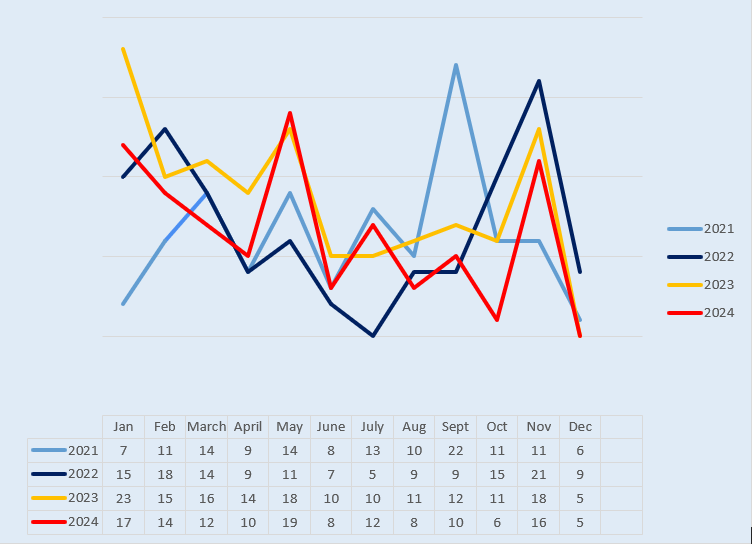 2021
2022
2023
2024
Jan Feb March April May June July Aug Sept Oct Nov Dec
2021 7 11 14 9 14 8 13 10 22 11 11 6
2022 15 18 14 9 11 7 5 9 9 15 21 9
2023 23 15 16 14 18 10 10 11 12 11 18 5
2024 17 14 12 10 19 8 12 8 10 6 16 5